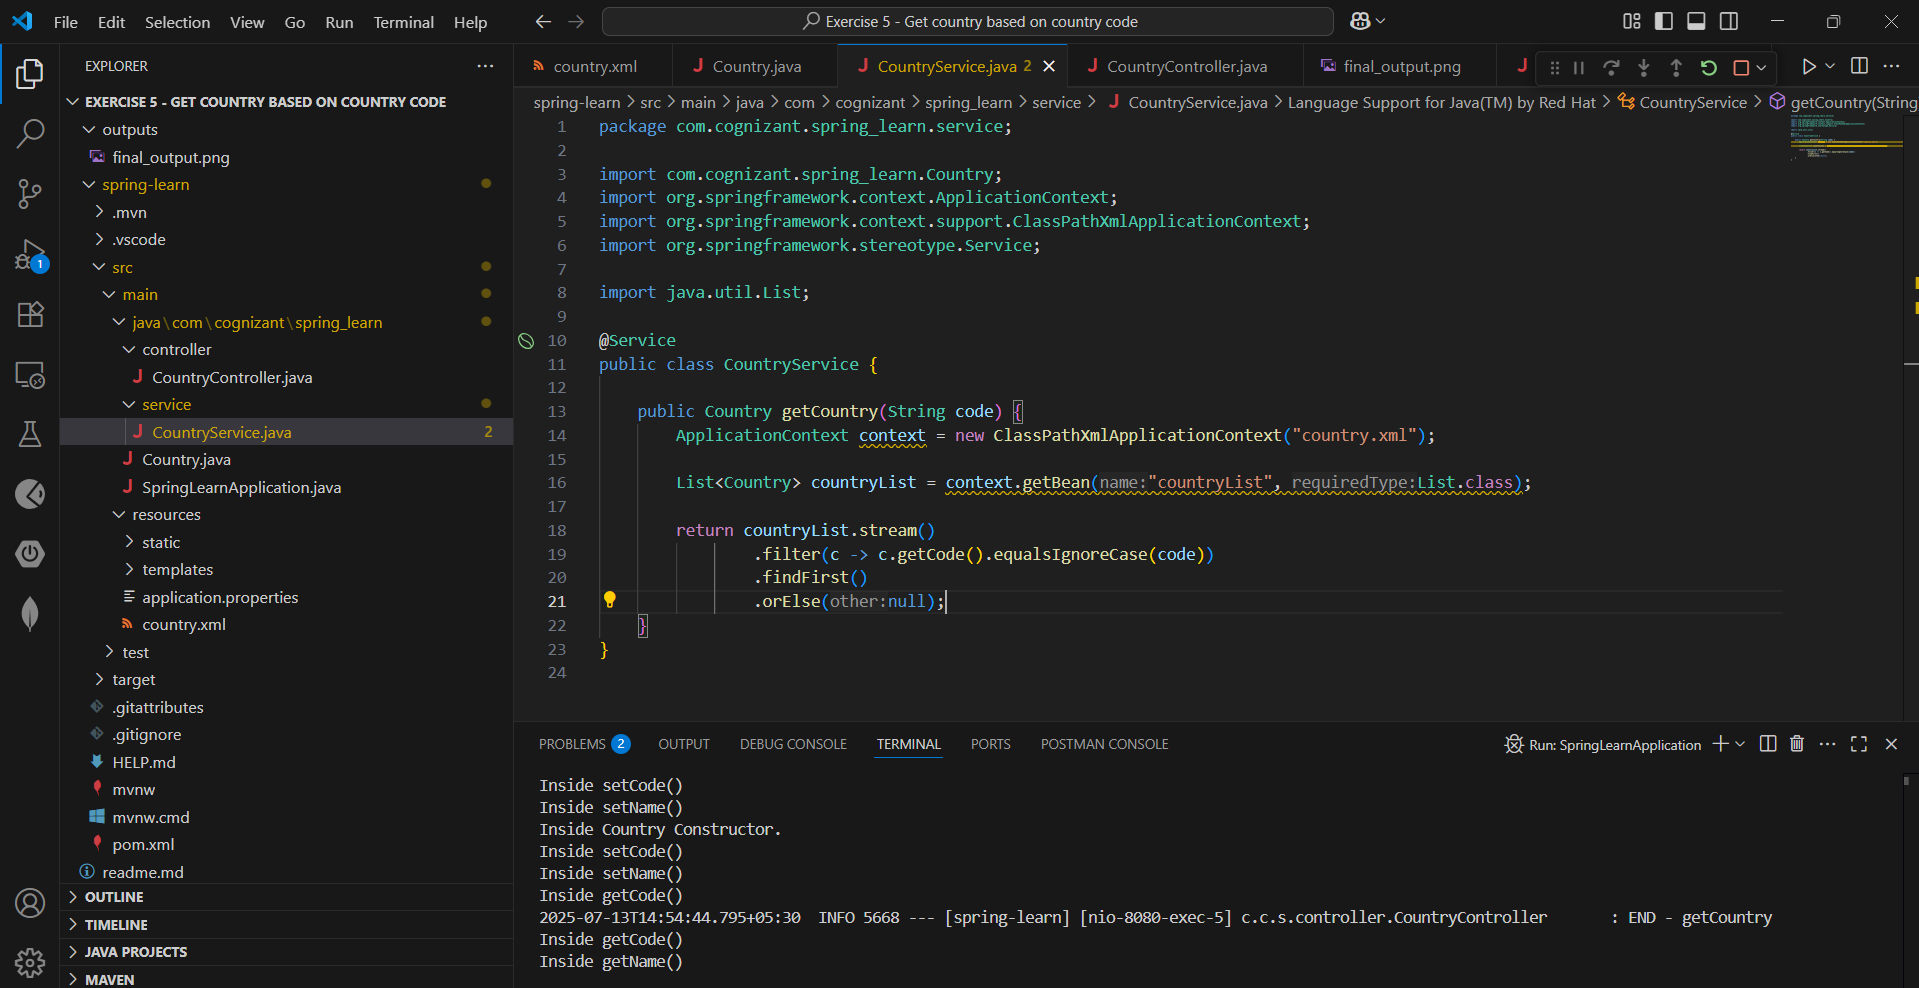 File Edit Selection View Go Run Terminal Help
Exercise 5 - Get country based on country code
EXPLORER
EXERCISE 5 - GET COUNTRY BASED ON COUNTRY CODE
outputs
final_output.png
spring-learn
.mvn
.vscode
src
main
java\com\cognizant\spring_learn
controller
CountryController.java
service
CountryService.java 2
Country.java
SpringLearnApplication.java
resources
static
templates
application.properties
country.xml
test
target
.gitattributes
.gitignore
HELP.md
mvnw
mvnw.cmd
pom.xml
readme.md
OUTLINE
TIMELINE
JAVA PROJECTS
MAVEN
1
country.xml Country.java CountryService.java 2 CountryController.java final_output.png
spring-learn > src > main > java > com > cognizant > spring_learn > service > CountryService.java > Language Support for Java(TM) by Red Hat > CountryService > getCountry(String
1 package com.cognizant.spring_learn.service;
2
3 import com.cognizant.spring_learn.Country;
4 import org.springframework.context.ApplicationContext;
5 import org.springframework.context.support.ClassPathXmlApplicationContext;
6 import org.springframework.stereotype.Service;
7
8 import java.util.List;
9
10 @Service
11 public class CountryService {
12
13 public Country getCountry(String code) {
14 ApplicationContext context = new ClassPathXmlApplicationContext("country.xml");
15
16 List<Country> countryList = context.getBean(name:"countryList", requiredType:List.class);
17
18 return countryList.stream()
19 .filter(c -> c.getCode().equalsIgnoreCase(code))
20 .findFirst()
21 .orElse(other:null);
22 }
23 }
24
PROBLEMS 2 OUTPUT DEBUG CONSOLE TERMINAL PORTS POSTMAN CONSOLE
Run: SpringLearnApplication
Inside setCode()
Inside setName()
Inside Country Constructor.
Inside setCode()
Inside setName()
Inside getCode()
2025-07-13T14:54:44.795+05:30 INFO 5668 --- [spring-learn] [nio-8080-exec-5] c.c.s.controller.CountryController : END - getCountry
Inside getCode()
Inside getName()